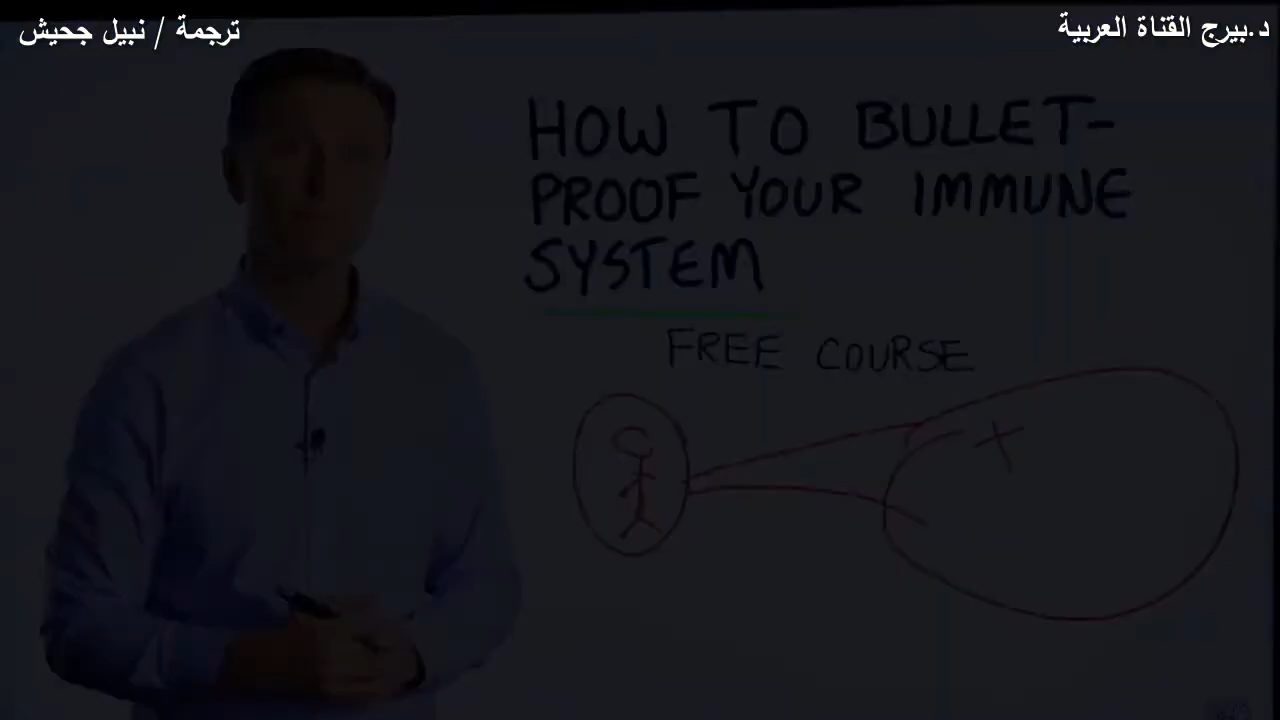 د.بيرج القناة العربية
ترجمة / نبيل جحيش
HOW TO BULLET-
PROOF YOUR IMMUNE
SYSTEM
FREE COURSE